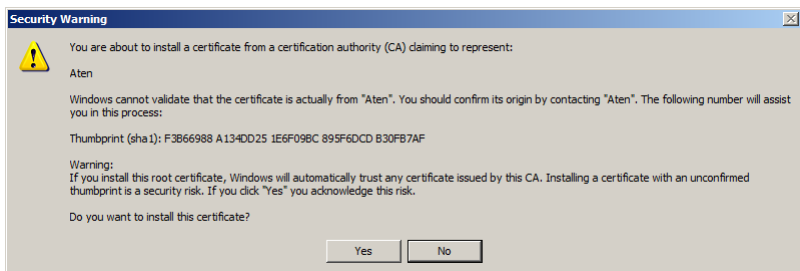 Security Warning
You are about to install a certificate from a certification authority (CA) claiming to represent:
Aten
Windows cannot validate that the certificate is actually from "Aten". You should confirm its origin by contacting "Aten". The following number will assist
you in this process:
Thumbprint (sha1): F3B66988 A134DD25 1E6F09BC 895F6DCD B30FB7AF
Warning:
If you install this root certificate, Windows will automatically trust any certificate issued by this CA. Installing a certificate with an unconfirmed
thumbprint is a security risk. If you click "Yes" you acknowledge this risk.
Do you want to install this certificate?
Yes
No